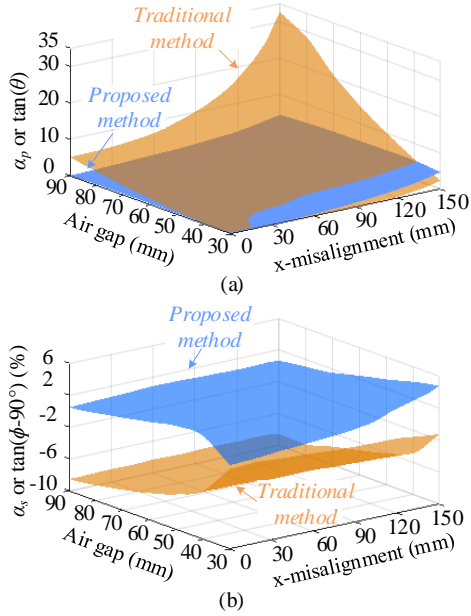 Traditional
method
Proposed
method
35
30
20
10
0
α_p or tan(θ)
90
80
70
60
50
40
30
Air gap (mm)
0
30
60
90
120
150
x-misalignment (mm)
(a)
Proposed
method
6
2
-2
-6
-10
α_s or tan(ϕ-90°) (%)
Traditional
method
90
80
70
60
50
40
30
Air gap (mm)
0
30
60
90
120
150
x-misalignment (mm)
(b)